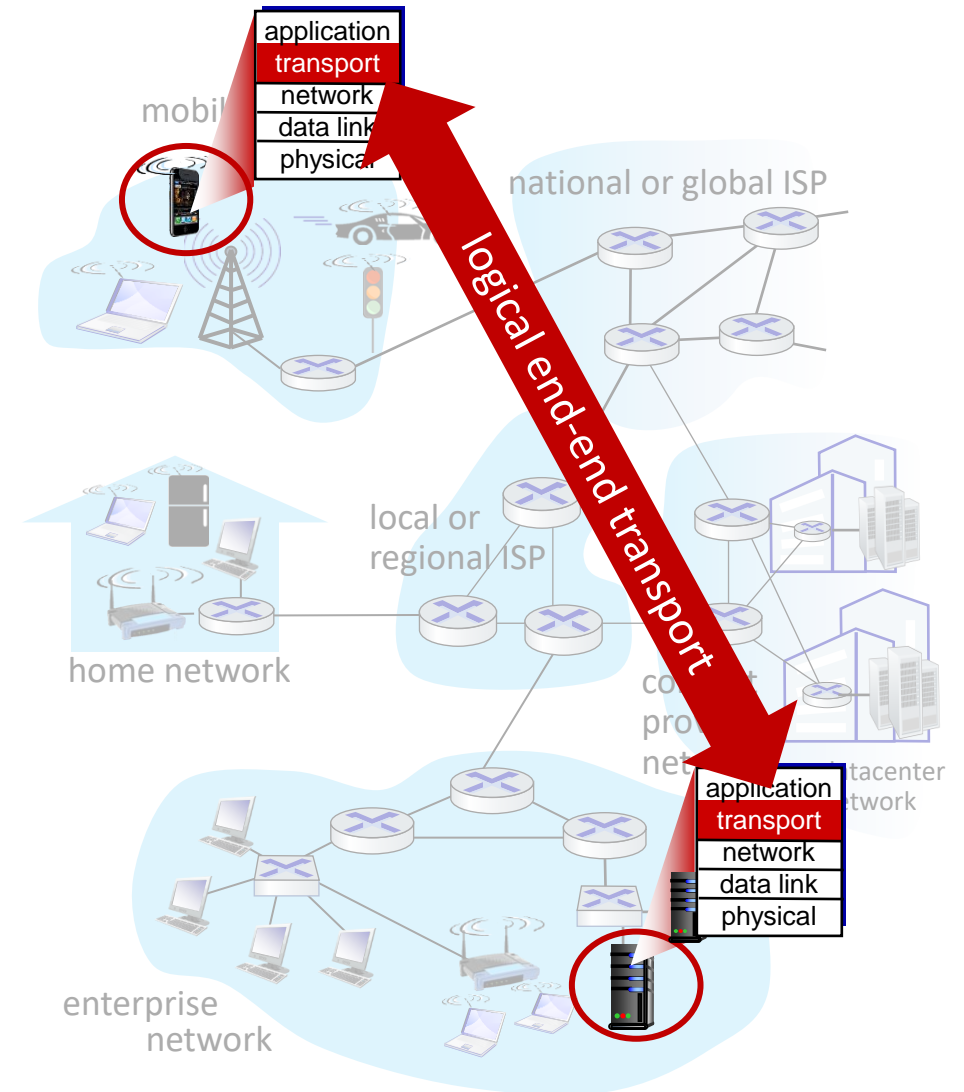 application
transport
network
data link
physical
national or global ISP
logical end-end transport
local or
regional ISP
home network
application
transport
network
data link
physical
enterprise
network